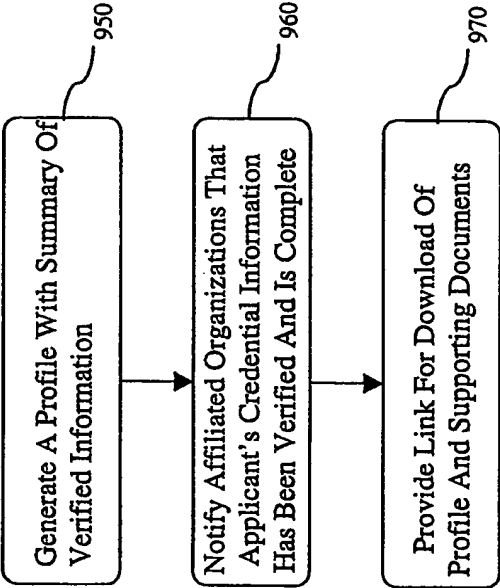 950
Generate A Profile With Summary Of
Verified Information
960
Notify Affiliated Organizations That
Applicant's Credential Information
Has Been Verified And Is Complete
970
Provide Link For Download Of
Profile And Supporting Documents